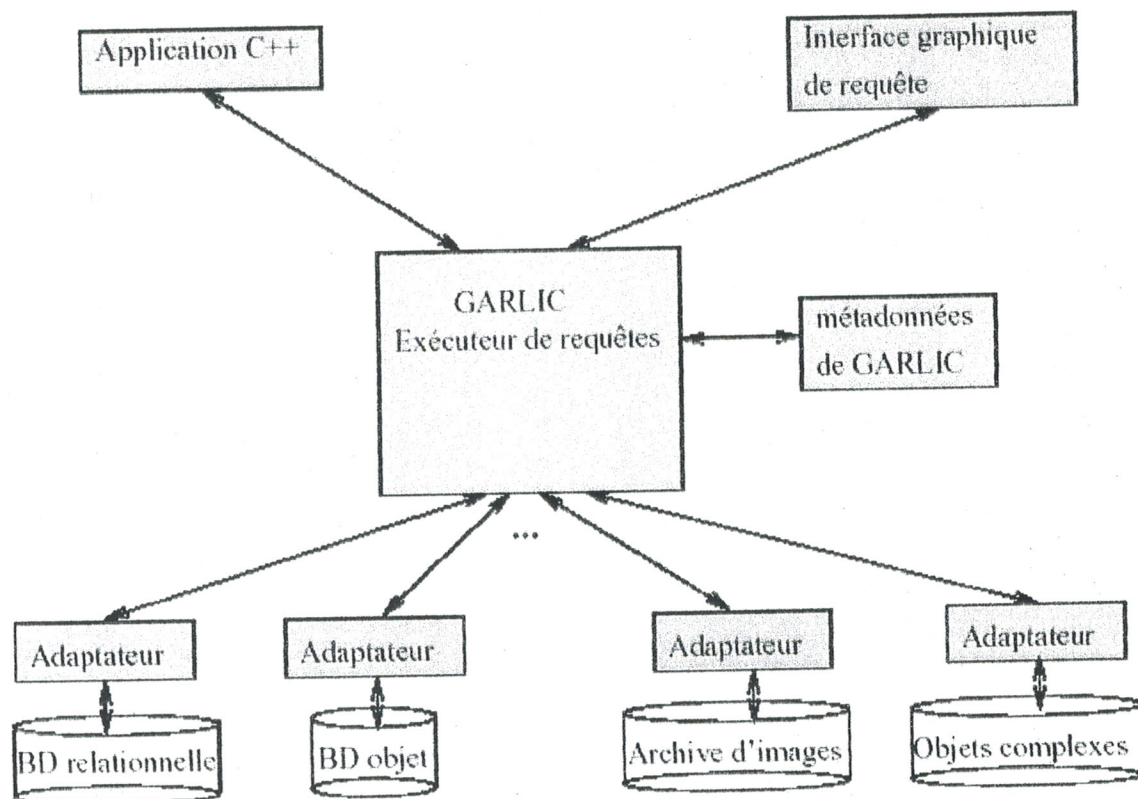 Application C++
Interface graphique
de requête
GARLIC
Exécuteur de requêtes
métadonnées
de GARLIC
...
Adaptateur
Adaptateur
Adaptateur
Adaptateur
BD relationnelle
BD objet
Archive d'images
Objets complexes